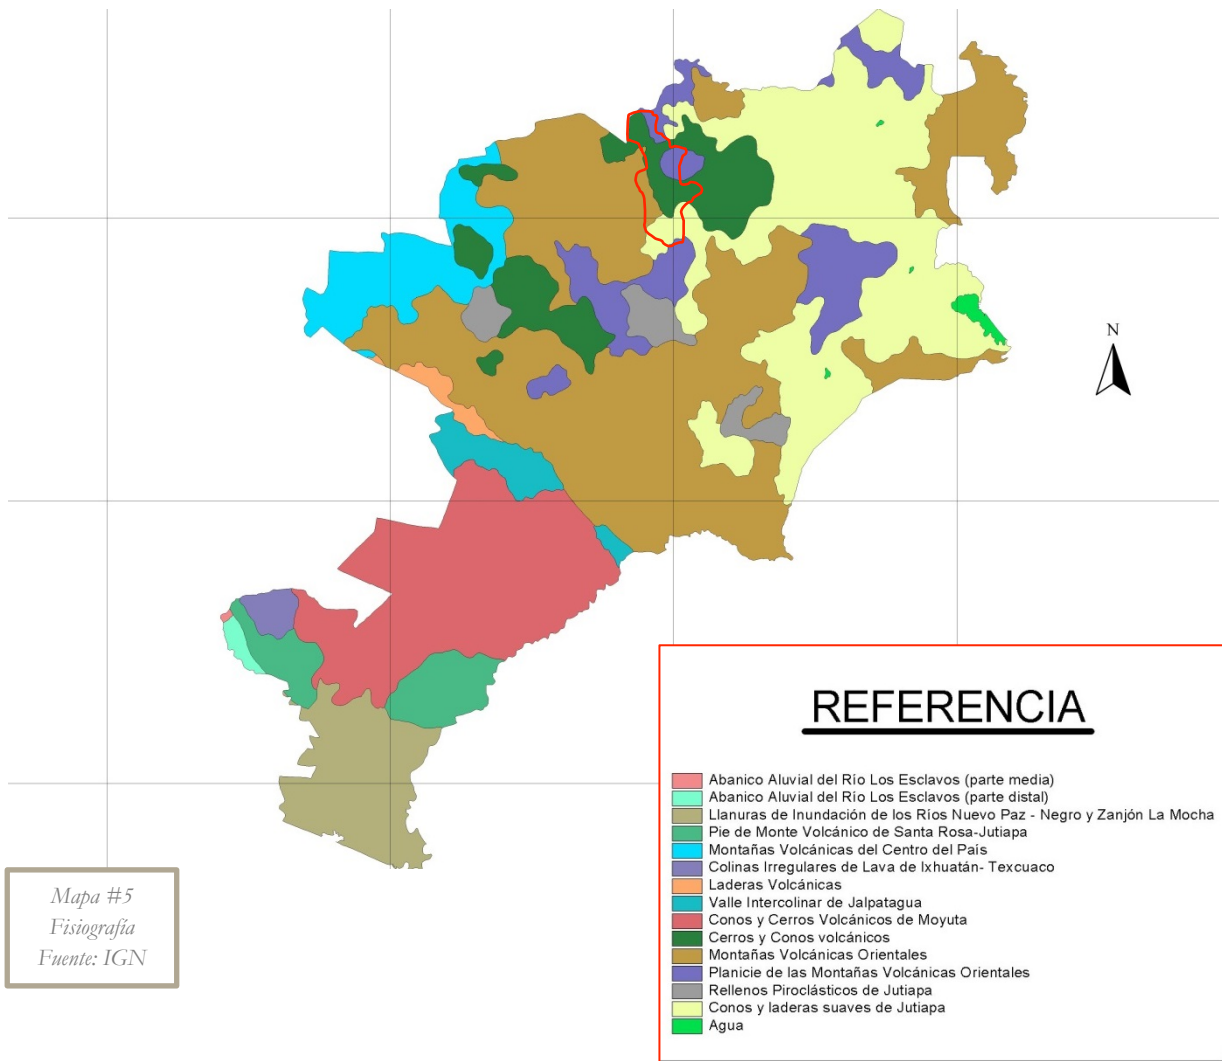 N
REFERENCIA
Abanico Aluvial del Río Los Esclavos (parte media)
Abanico Aluvial del Río Los Esclavos (parte distal)
Llanuras de Inundación de los Ríos Nuevo Paz - Negro y Zanjón La Mocha
Pie de Monte Volcánico de Santa Rosa-Jutiapa
Montañas Volcánicas del Centro del País
Colinas Irregulares de Lava de Ixhuatán- Texcuaco
Laderas Volcánicas
Valle Intercolinar de Jalpatagua
Conos y Cerros Volcánicos de Moyuta
Cerros y Conos volcánicos
Montañas Volcánicas Orientales
Planicie de las Montañas Volcánicas Orientales
Rellenos Piroclásticos de Jutiapa
Conos y laderas suaves de Jutiapa
Agua
Mapa #5
Fisiografía
Fuente: IGN